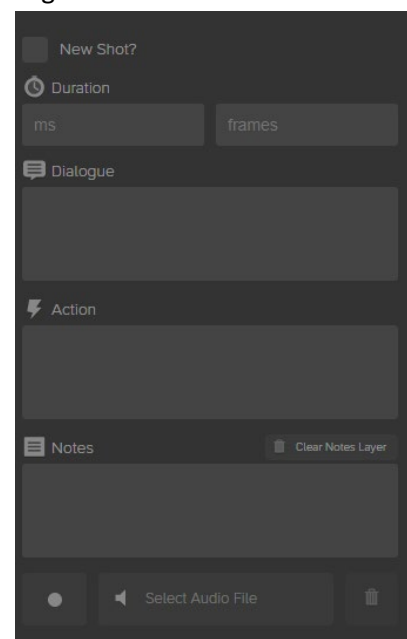 New Shot?
Duration
ms frames
Dialogue
Action
Notes Clear Notes Layer
Select Audio File